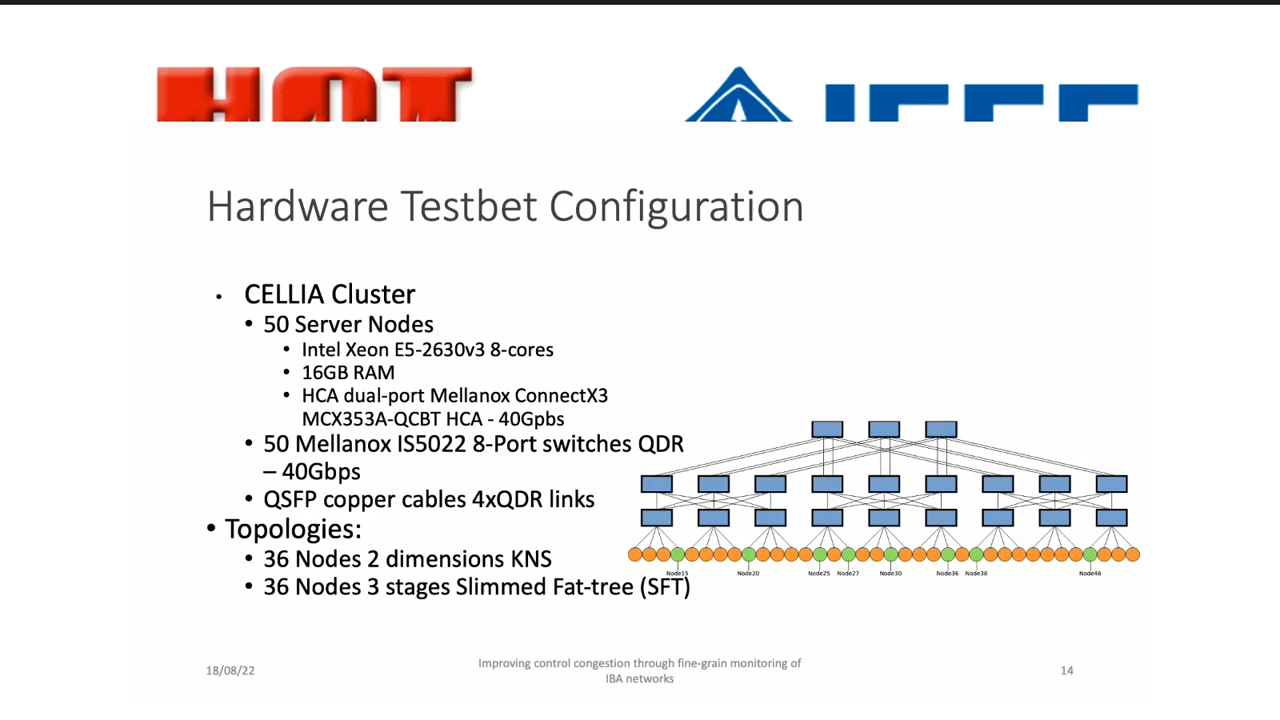 HOT
IEEE
Hardware Testbet Configuration
• CELLIA Cluster
• 50 Server Nodes
• Intel Xeon E5-2630v3 8-cores
• 16GB RAM
• HCA dual-port Mellanox ConnectX3
MCX353A-QCBT HCA - 40Gpbs
• 50 Mellanox IS5022 8-Port switches QDR
– 40Gbps
• QSFP copper cables 4xQDR links
• Topologies:
• 36 Nodes 2 dimensions KNS
• 36 Nodes 3 stages Slimmed Fat-tree (SFT)
Node15 Node20 Node25 Node27 Node30 Node36 Node38 Node46
18/08/22
Improving control congestion through fine-grain monitoring of
IBA networks
14